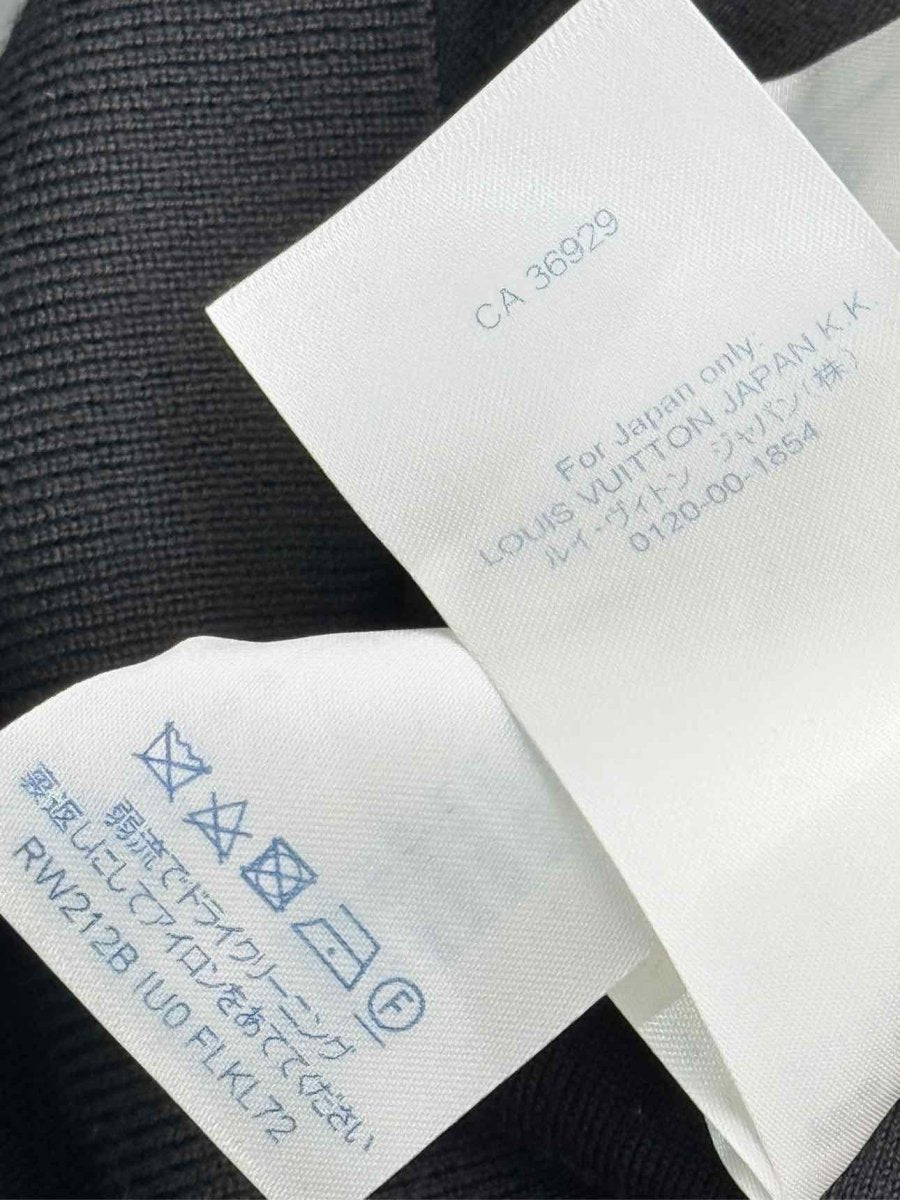 CA 36929
For Japan only.
LOUIS VUITTON JAPAN K.K.
ルイ・ヴィトン ジャパン(株)
0120-00-1854
F
弱流でドライクリーニング
裏返しにしてアイロンをあててください
RW212B IU0 FLKL72